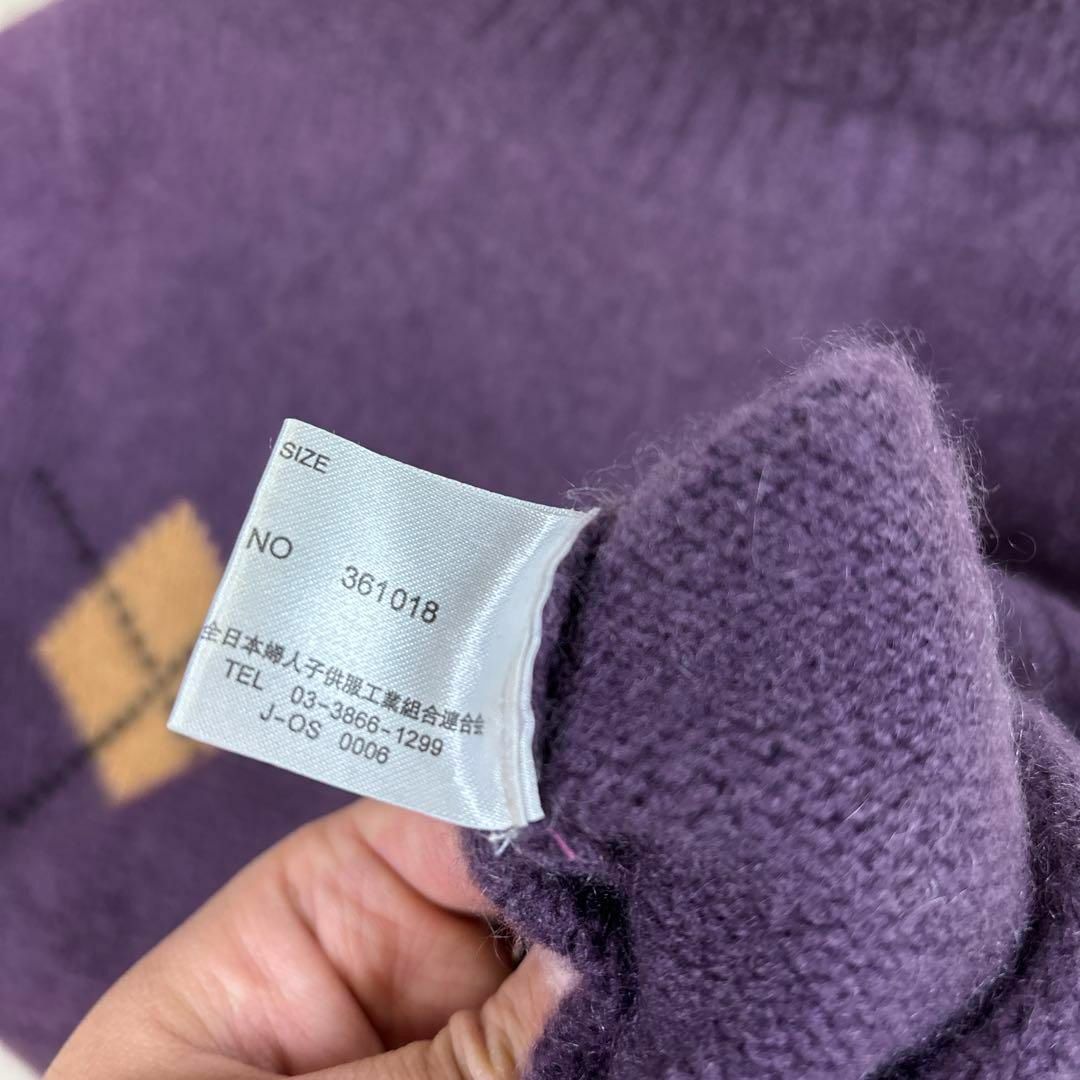 SIZE
NO 361018
全日本婦人子供服工業組合連合会
TEL 03-3866-1299
J-OS 0006